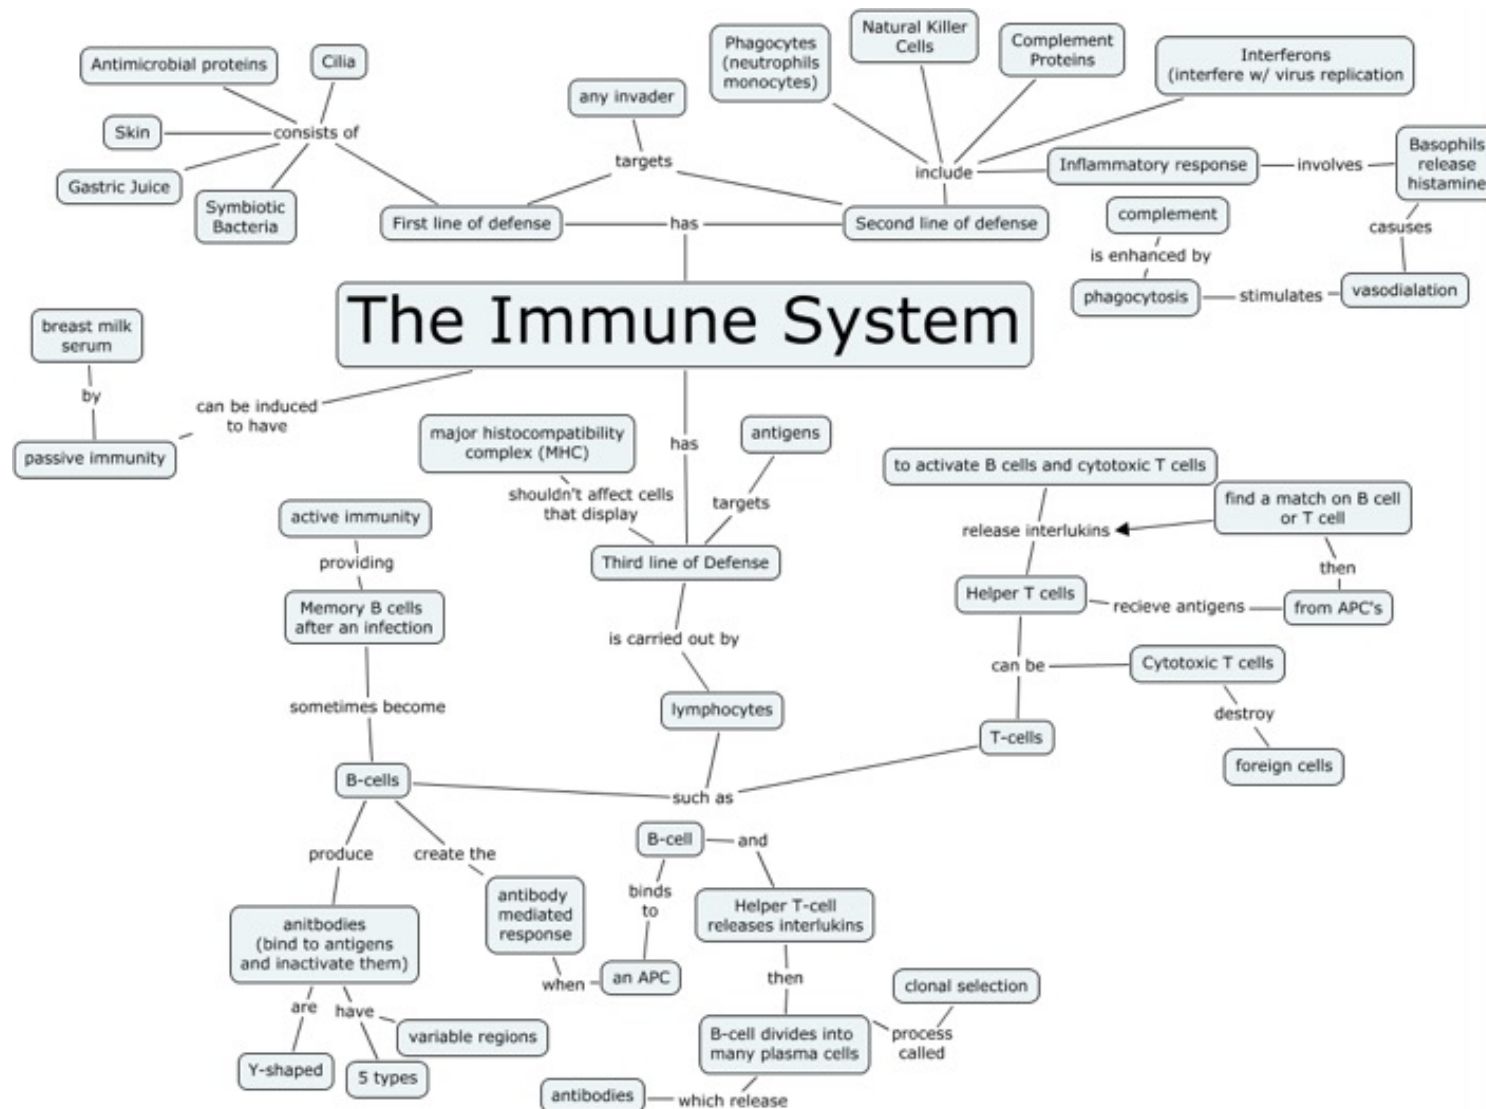 Antimicrobial proteins
Cilia
Skin
consists of
Gastric Juice
Symbiotic
Bacteria
any invader
targets
Phagocytes
(neutrophils
monocytes)
Natural Killer
Cells
Complement
Proteins
Interferons
(interfere w/ virus replication
include
Inflammatory response
involves
Basophils
release
histamine
casuses
vasodialation
stimulates
phagocytosis
is enhanced by
complement
First line of defense
has
Second line of defense
The Immune System
breast milk
serum
by
passive immunity
can be induced
to have
has
major histocompatibility
complex (MHC)
shouldn't affect cells
that display
antigens
targets
Third line of Defense
is carried out by
lymphocytes
such as
active immunity
providing
Memory B cells
after an infection
sometimes become
B-cells
to activate B cells and cytotoxic T cells
release interlukins
find a match on B cell
or T cell
then
from APC's
recieve antigens
Helper T cells
can be
Cytotoxic T cells
destroy
foreign cells
T-cells
produce
create the
anitbodies
(bind to antigens
and inactivate them)
are
have
Y-shaped
5 types
variable regions
antibody
mediated
response
when
an APC
binds
to
B-cell
and
Helper T-cell
releases interlukins
then
B-cell divides into
many plasma cells
process
called
clonal selection
which release
antibodies